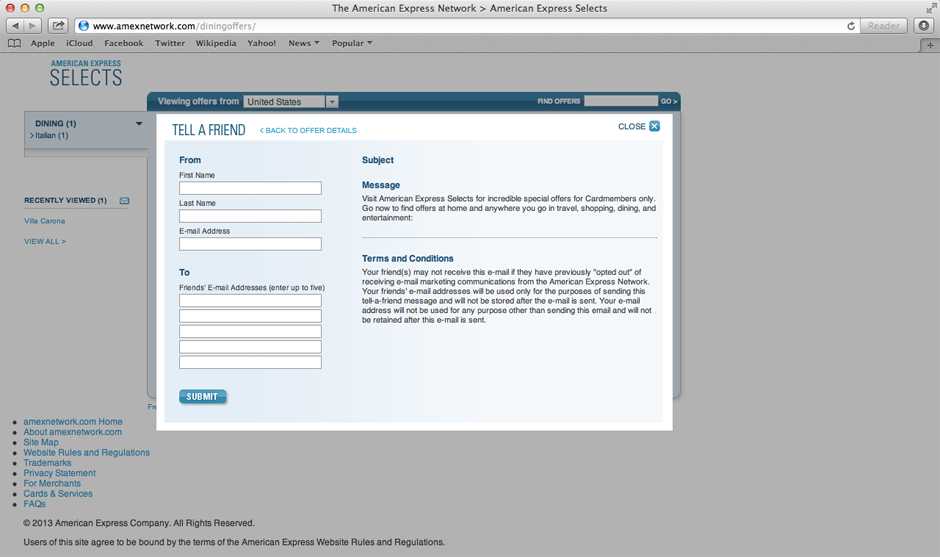 The American Express Network > American Express Selects
www.amexnetwork.com/diningoffers/
Reader
Apple iCloud Facebook Twitter Wikipedia Yahoo! News Popular
AMERICAN EXPRESS
SELECTS
Viewing offers from United States FIND OFFERS GO >
DINING (1)
> Italian (1)
RECENTLY VIEWED (1)
Villa Carona
VIEW ALL >
TELL A FRIEND < BACK TO OFFER DETAILS CLOSE X
From
First Name
Last Name
E-mail Address
To
Friends' E-mail Addresses (enter up to five)
SUBMIT
Subject
Message
Visit American Express Selects for incredible special offers for Cardmembers only.
Go now to find offers at home and anywhere you go in travel, shopping, dining, and
entertainment:
Terms and Conditions
Your friend(s) may not receive this e-mail if they have previously "opted out" of
receiving e-mail marketing communications from the American Express Network.
Your friends' e-mail addresses will be used only for the purposes of sending this
tell-a-friend message and will not be stored after the e-mail is sent. Your e-mail
address will not be used for any purpose other than sending this email and will not
be retained after this e-mail is sent.
Fre
amexnetwork.com Home
About amexnetwork.com
Site Map
Website Rules and Regulations
Trademarks
Privacy Statement
For Merchants
Cards & Services
FAQs
© 2013 American Express Company. All Rights Reserved.
Users of this site agree to be bound by the terms of the American Express Website Rules and Regulations.